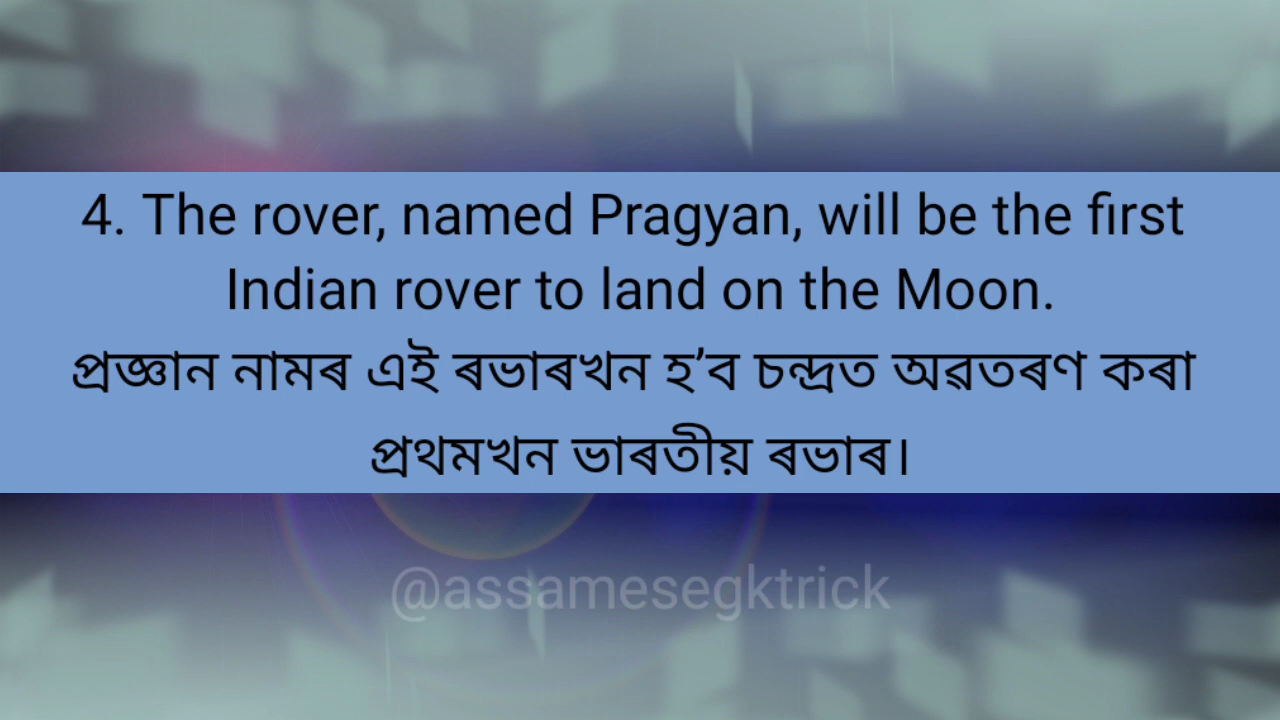 4. The rover, named Pragyan, will be the first
Indian rover to land on the Moon.
প্ৰজ্ঞান নামৰ এই ৰভাৰখন হ’ব চন্দ্ৰত অৱতৰণ কৰা
প্ৰথমখন ভাৰতীয় ৰভাৰ।
@assamesegktrick